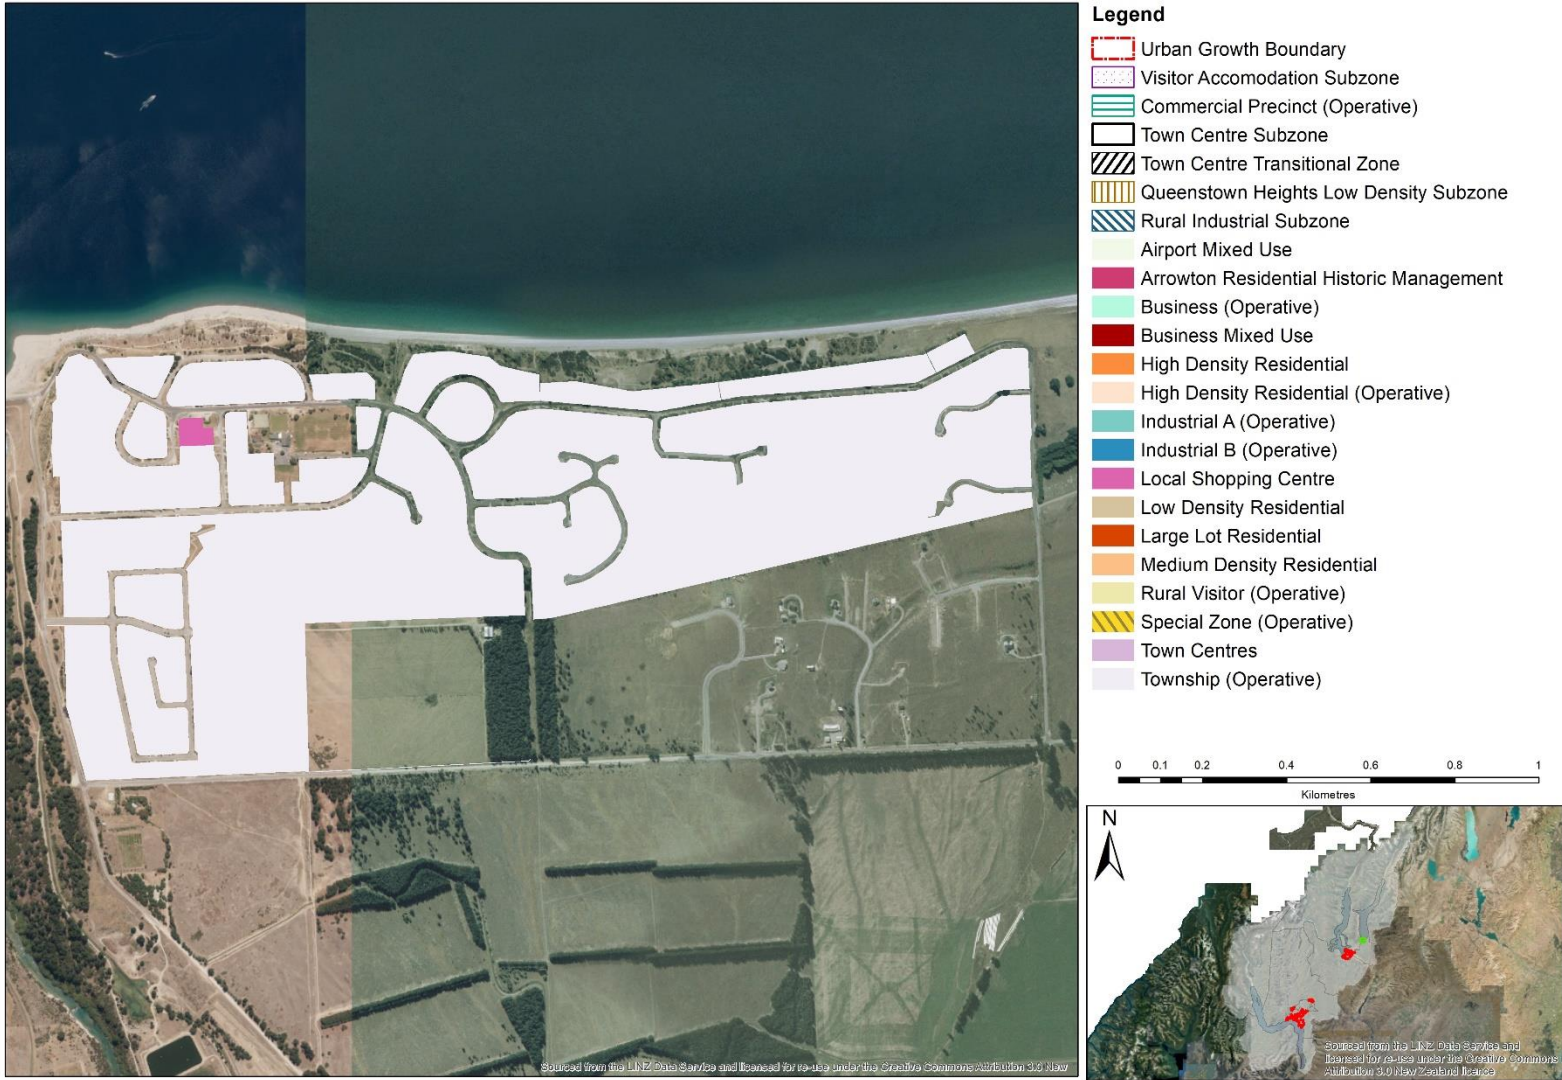 Legend
Urban Growth Boundary
Visitor Accomodation Subzone
Commercial Precinct (Operative)
Town Centre Subzone
Town Centre Transitional Zone
Queenstown Heights Low Density Subzone
Rural Industrial Subzone
Airport Mixed Use
Arrowton Residential Historic Management
Business (Operative)
Business Mixed Use
High Density Residential
High Density Residential (Operative)
Industrial A (Operative)
Industrial B (Operative)
Local Shopping Centre
Low Density Residential
Large Lot Residential
Medium Density Residential
Rural Visitor (Operative)
Special Zone (Operative)
Town Centres
Township (Operative)
0 0.1 0.2 0.4 0.6 0.8 1
Kilometres
N
Sourced from the LINZ Data Service and
licensed for re-use under the Creative Commons
Attribution 3.0 New Zealand licence
Sourced from the LINZ Data Service and licensed for re-use under the Creative Commons Attribution 3.0 New